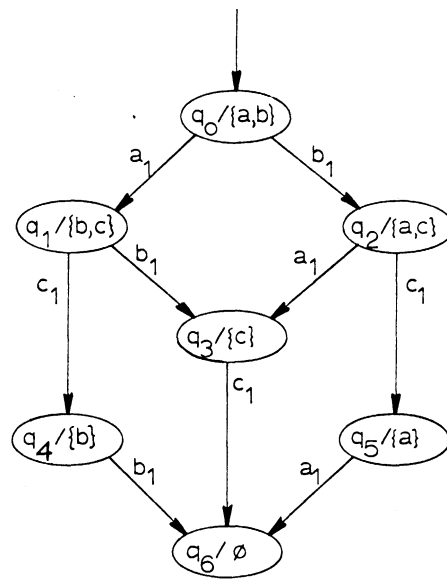 q₀/{a,b}
a₁ b₁
q₁/{b,c} q₂/{a,c}
c₁ b₁ a₁ c₁
q₃/{c}
c₁
q₄/{b} q₅/{a}
b₁ a₁
q₆/ø